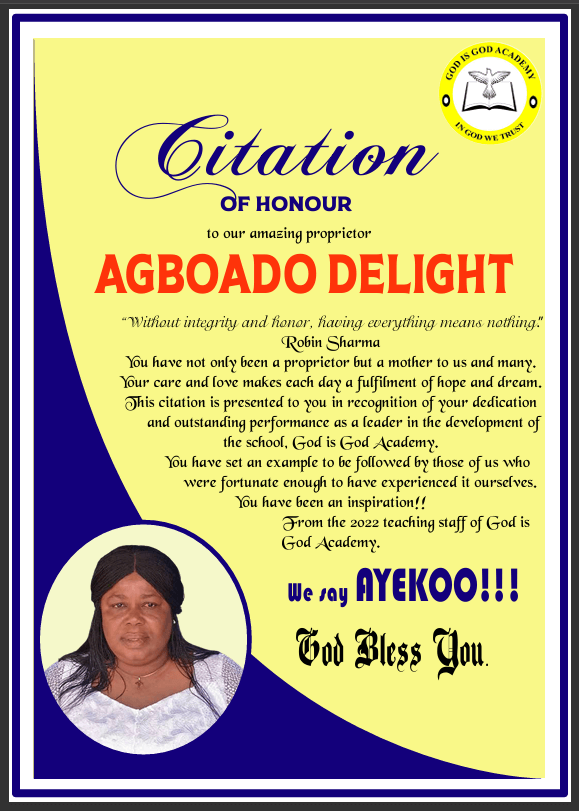 GOD IS GOD ACADEMY
IN GOD WE TRUST
Citation
OF HONOUR
to our amazing proprietor
AGBOADO DELIGHT
"Without integrity and honor, having everything means nothing."
Robin Sharma
You have not only been a proprietor but a mother to us and many.
Your care and love makes each day a fulfilment of hope and dream.
This citation is presented to you in recognition of your dedication
and outstanding performance as a leader in the development of
the school, God is God Academy.
You have set an example to be followed by those of us who
were fortunate enough to have experienced it ourselves.
You have been an inspiration!!
From the 2022 teaching staff of God is
God Academy.
We say AYEKOO!!!
God Bless You.